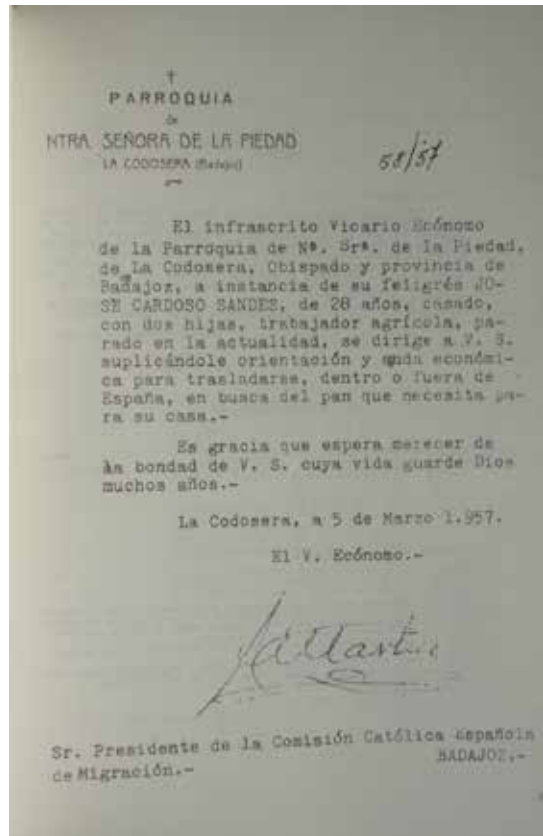 PARROQUIA
de
NTRA. SEÑORA DE LA PIEDAD
LA CODOSERA (Badajoz)
58/57
El infrascrito Vicario Ecónomo
de la Parroquia de Nª. Srª. de la Piedad,
de La Codosera, Obispado y provincia de
Badajoz, a instancia de su feligrés JO-
SE CARDOSO SANDEZ, de 28 años, casado,
con dos hijas, trabajador agrícola, pa-
rado en la actualidad, se dirige a V. S.
suplicándole orientación y auda económi-
ca para trasladarse, dentro o fuera de
España, en busca del pan que necesita pa-
ra su casa.-
Es gracia que espera merecer de
la bondad de V. S. cuya vida guarde Dios
muchos años.-
La Codosera, a 5 de Marzo 1.957.
El V. Ecónomo.-
Sr. Presidente de la Comisión Católica española
de Migración.-
BADAJOZ.-